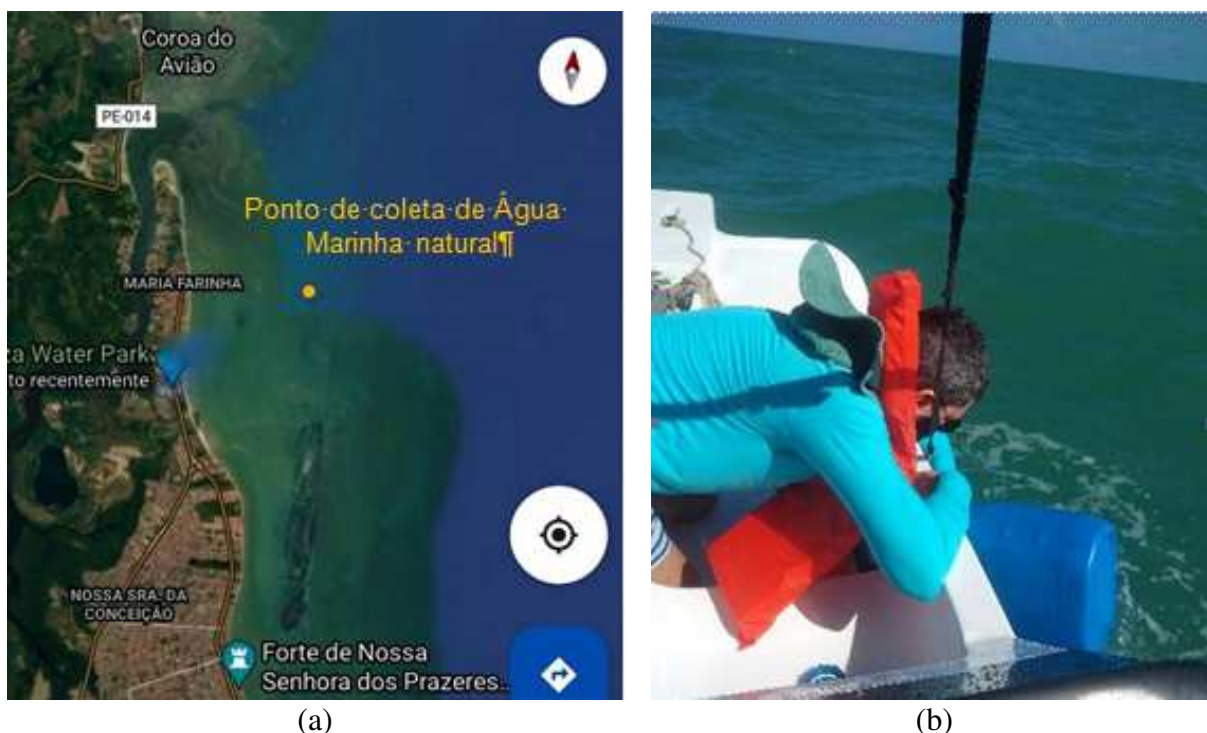 Coroa do
Avião
PE-014
Ponto·de·coleta·de·Água·
Marinha·natural¶
MARIA FARINHA
za Water Park
to recentemente
NOSSA SRA. DA
CONCEIÇÃO
Forte de Nossa
Senhora dos Prazeres...
(a)
(b)